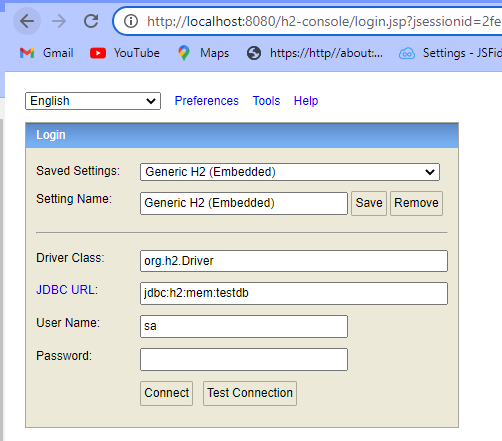 http://localhost:8080/h2-console/login.jsp?jsessionid=2fe
Gmail YouTube Maps https://http//about:... Settings - JSFid
English Preferences Tools Help
Login
Saved Settings: Generic H2 (Embedded)
Setting Name: Generic H2 (Embedded) Save Remove
Driver Class: org.h2.Driver
JDBC URL: jdbc:h2:mem:testdb
User Name: sa
Password:
Connect Test Connection